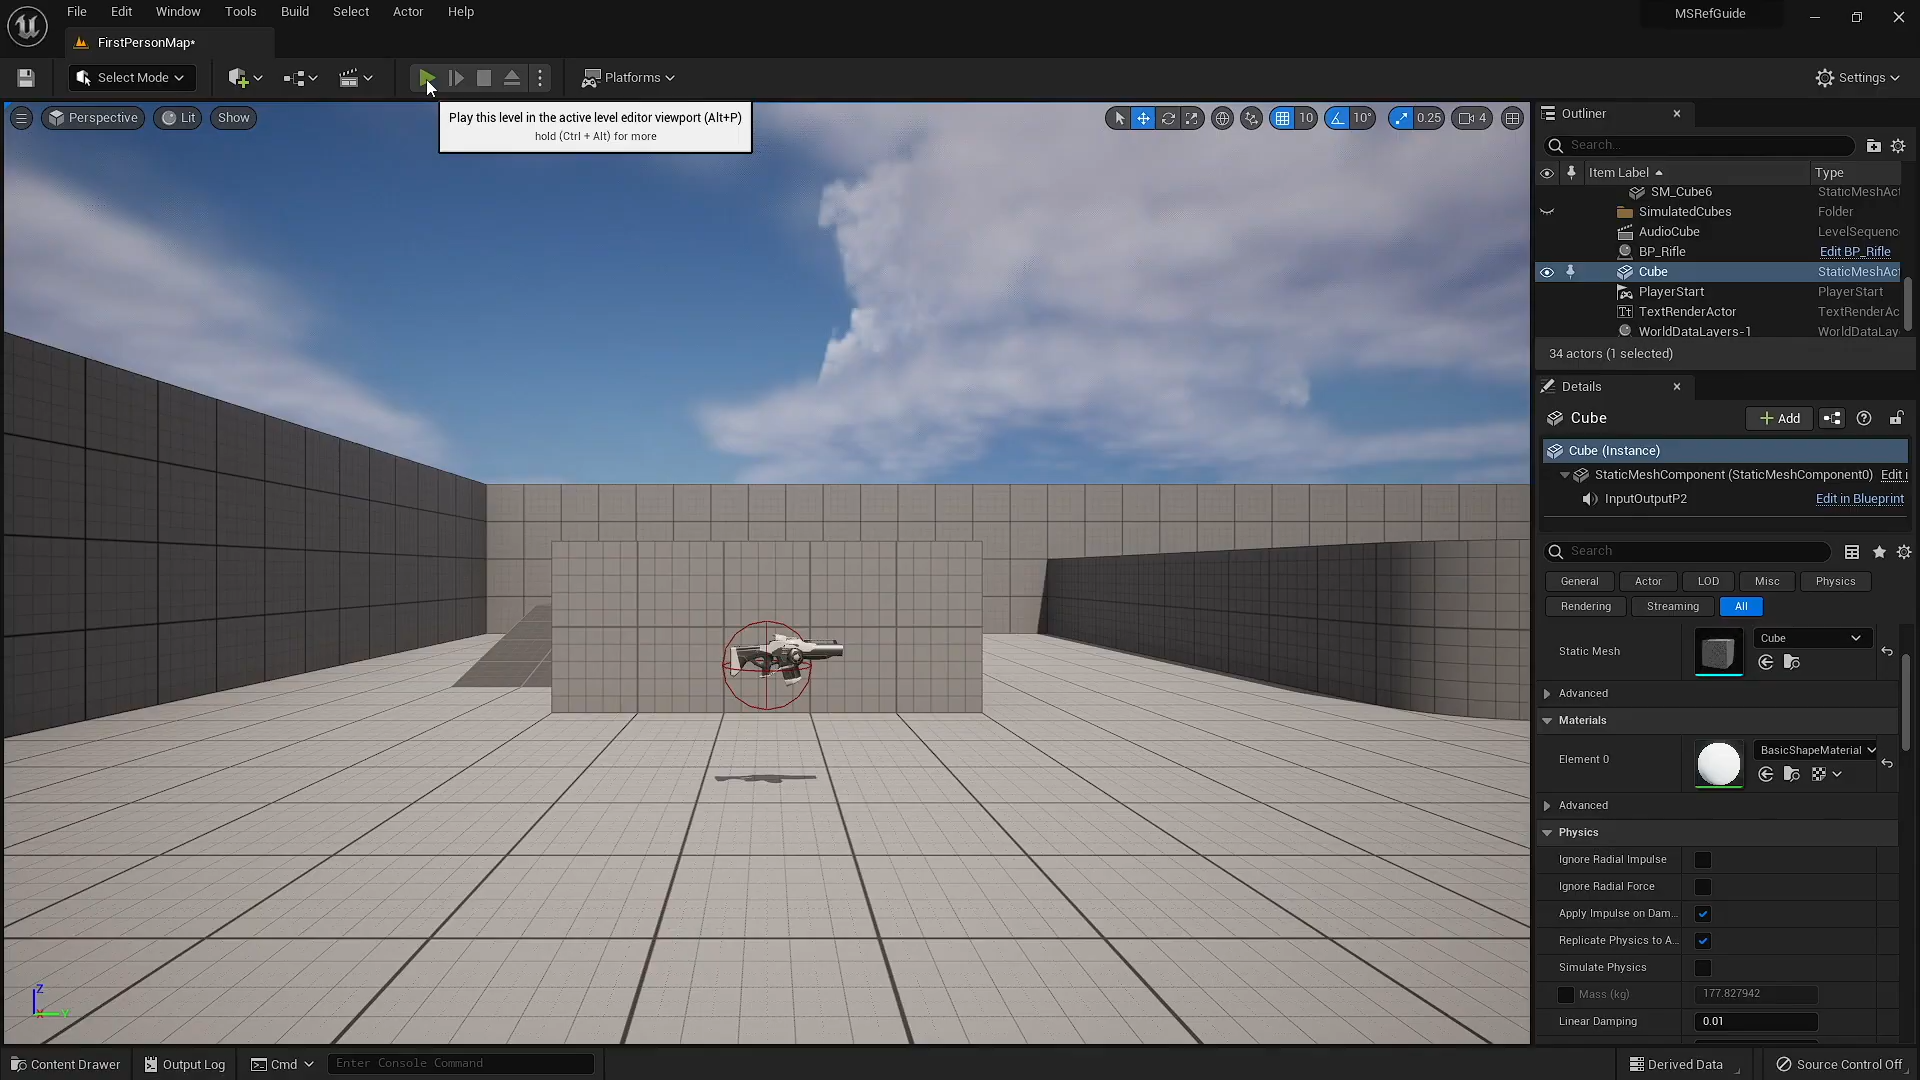 File Edit Window Tools Build Select Actor Help
MSRefGuide
FirstPersonMap*
Select Mode
Platforms
Settings
Play this level in the active level editor viewport (Alt+P)
hold (Ctrl + Alt) for more
Perspective Lit Show
10 10° 0.25 4
Outliner
Search...
Item Label Type
SM_Cube6 StaticMeshAct
SimulatedCubes Folder
AudioCube LevelSequenc
BP_Rifle Edit BP_Rifle
Cube StaticMeshAct
PlayerStart PlayerStart
TextRenderActor TextRenderAc
WorldDataLayers-1 WorldDataLay
34 actors (1 selected)
Details
Cube
Add
Cube (Instance)
StaticMeshComponent (StaticMeshComponent0) Edit i
InputOutputP2 Edit in Blueprint
Search
General Actor LOD Misc Physics
Rendering Streaming All
Static Mesh Cube
Advanced
Materials
Element 0 BasicShapeMaterial
Advanced
Physics
Ignore Radial Impulse
Ignore Radial Force
Apply Impulse on Dam...
Replicate Physics to A...
Simulate Physics
Mass (kg) 177.827942
Linear Damping 0.01
Z
X Y
Content Drawer Output Log Cmd Enter Console Command
Derived Data Source Control Off